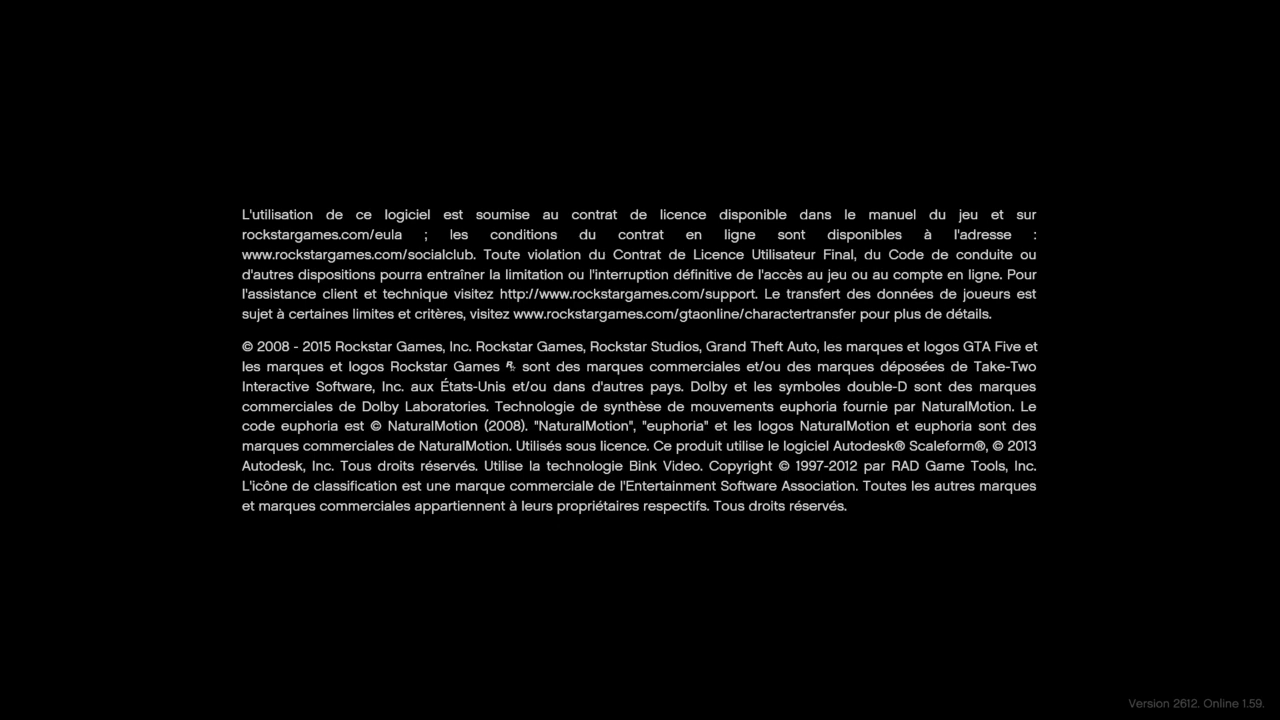 L'utilisation de ce logiciel est soumise au contrat de licence disponible dans le manuel du jeu et sur
rockstargames.com/eula ; les conditions du contrat en ligne sont disponibles à l'adresse :
www.rockstargames.com/socialclub. Toute violation du Contrat de Licence Utilisateur Final, du Code de conduite ou
d'autres dispositions pourra entraîner la limitation ou l'interruption définitive de l'accès au jeu ou au compte en ligne. Pour
l'assistance client et technique visitez http://www.rockstargames.com/support. Le transfert des données de joueurs est
sujet à certaines limites et critères, visitez www.rockstargames.com/gtaonline/charactertransfer pour plus de détails.
© 2008 - 2015 Rockstar Games, Inc. Rockstar Games, Rockstar Studios, Grand Theft Auto, les marques et logos GTA Five et
les marques et logos Rockstar Games R* sont des marques commerciales et/ou des marques déposées de Take-Two
Interactive Software, Inc. aux États-Unis et/ou dans d'autres pays. Dolby et les symboles double-D sont des marques
commerciales de Dolby Laboratories. Technologie de synthèse de mouvements euphoria fournie par NaturalMotion. Le
code euphoria est © NaturalMotion (2008). "NaturalMotion", "euphoria" et les logos NaturalMotion et euphoria sont des
marques commerciales de NaturalMotion. Utilisés sous licence. Ce produit utilise le logiciel Autodesk® Scaleform®, © 2013
Autodesk, Inc. Tous droits réservés. Utilise la technologie Bink Video. Copyright © 1997-2012 par RAD Game Tools, Inc.
L'icône de classification est une marque commerciale de l'Entertainment Software Association. Toutes les autres marques
et marques commerciales appartiennent à leurs propriétaires respectifs. Tous droits réservés.
Version 2612. Online 1.59.